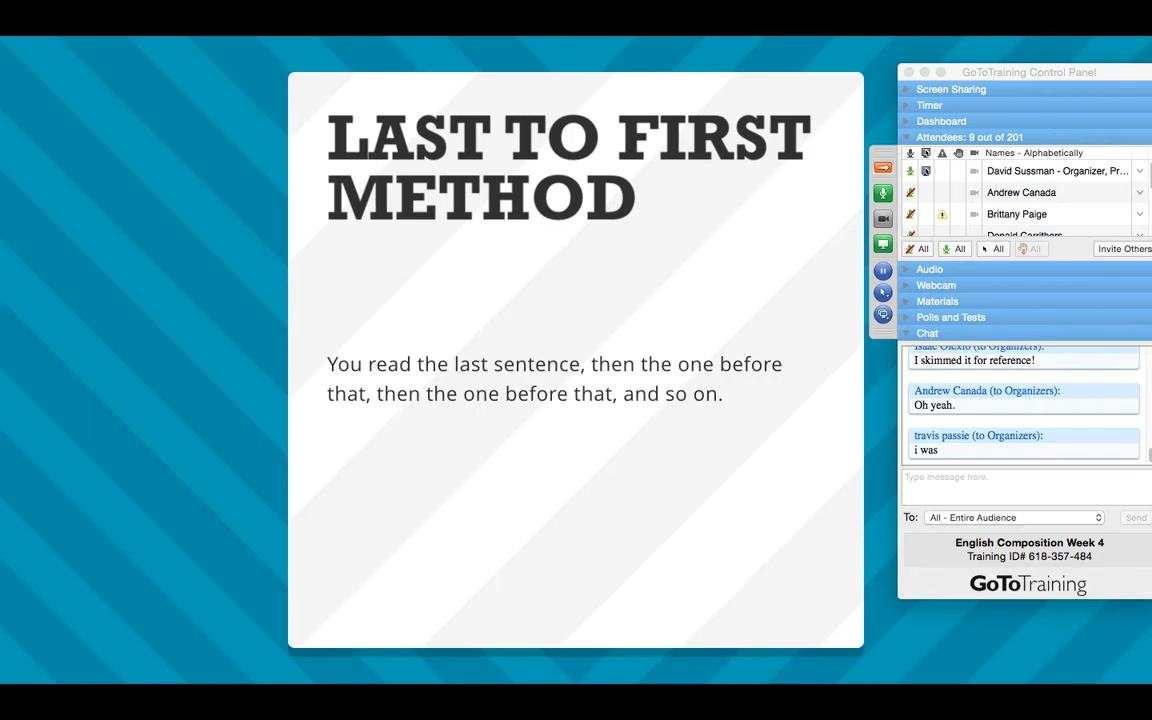 LAST TO FIRST
METHOD
You read the last sentence, then the one before
that, then the one before that, and so on.
GoToTraining Control Panel
Screen Sharing
Timer
Dashboard
Attendees: 9 out of 201
Names - Alphabetically
David Sussman - Organizer, Pr...
Andrew Canada
Brittany Paige
Donald Carrithers
All All All All Invite Others
Audio
Webcam
Materials
Polls and Tests
Chat
(to Organizers):
I skimmed it for reference!
Andrew Canada (to Organizers):
Oh yeah.
travis passie (to Organizers):
i was
Type message here.
To: All - Entire Audience Send
English Composition Week 4
Training ID# 618-357-484
GoToTraining